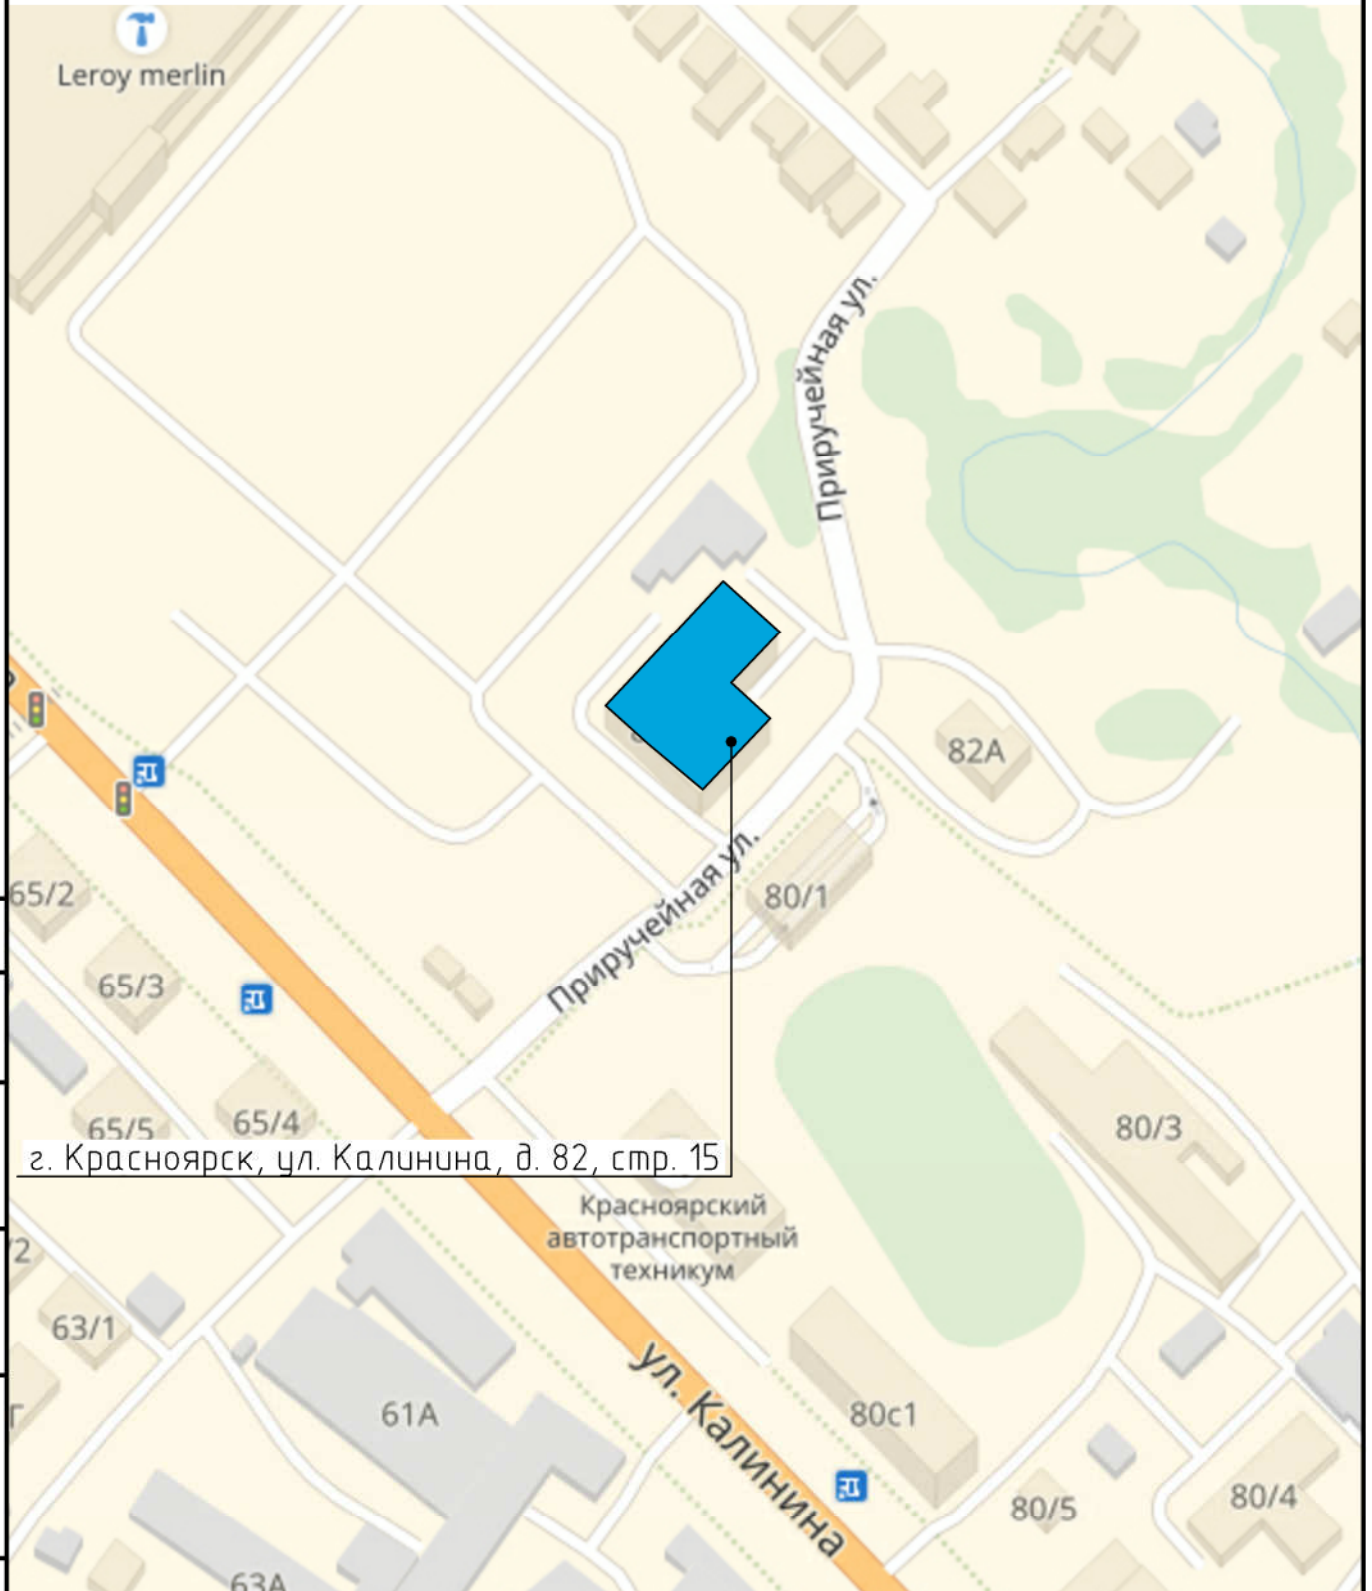 Leroy merlin
Приручейная ул.
82А
80/1
Приручейная ул.
65/2
65/3
65/4
65/5
80/3
г. Красноярск, ул. Калинина, д. 82, стр. 15
Красноярский
автотранспортный
техникум
/2
63/1
61А
80с1
ул. Калинина
80/5
80/4
63А